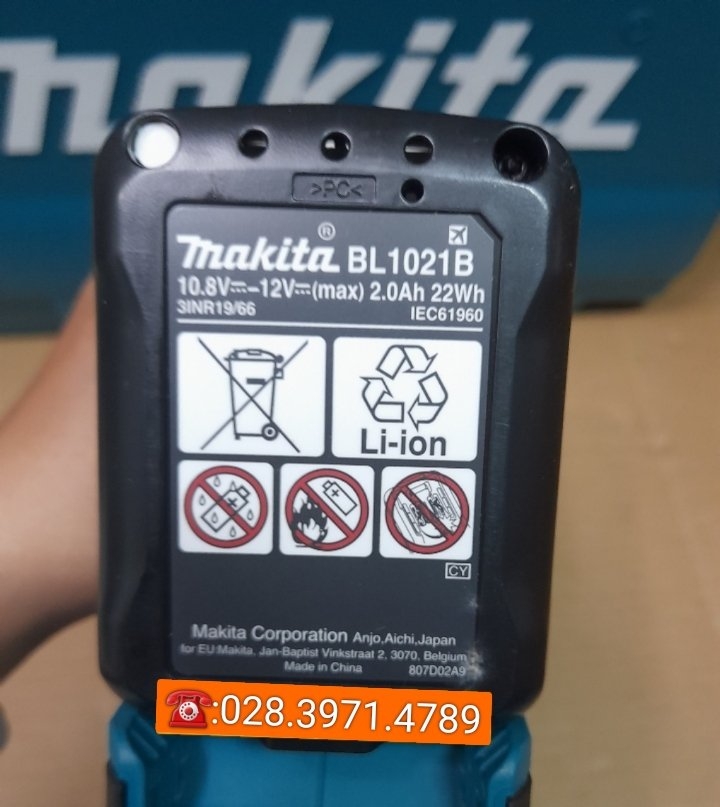 makita
>PC<
makita® BL1021B
10.8V⎓–12V⎓(max) 2.0Ah 22Wh
3INR19/66 IEC61960
Li-ion
CY
Makita Corporation Anjo,Aichi,Japan
for EU:Makita, Jan-Baptist Vinkstraat 2, 3070, Belgium
Made in China 807D02A9
☎:028.3971.4789